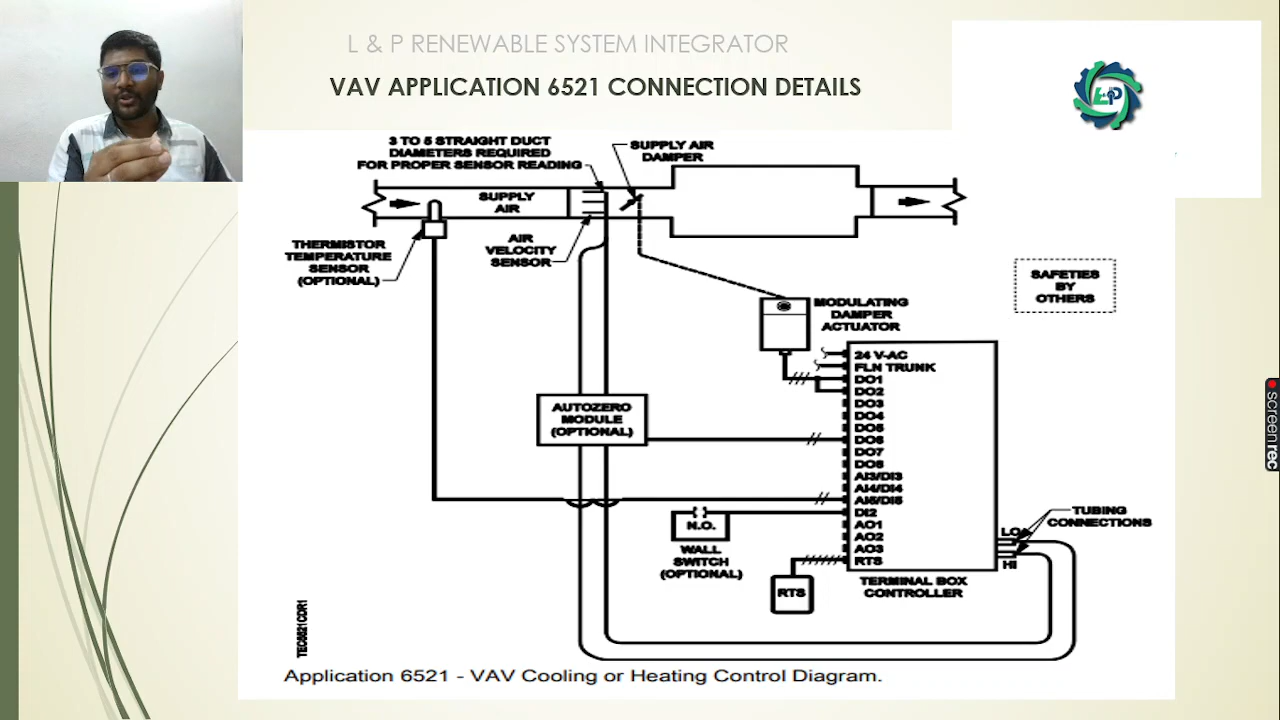 L & P RENEWABLE SYSTEM INTEGRATOR
VAV APPLICATION 6521 CONNECTION DETAILS
L&P
3 TO 5 STRAIGHT DUCT
DIAMETERS REQUIRED
FOR PROPER SENSOR READING
SUPPLY AIR
DAMPER
SUPPLY
AIR
THERMISTOR
TEMPERATURE
SENSOR
(OPTIONAL)
AIR
VELOCITY
SENSOR
SAFETIES
BY
OTHERS
MODULATING
DAMPER
ACTUATOR
24 V-AC
FLN TRUNK
DO1
DO2
DO3
DO4
DO5
DO6
DO7
DO8
AI3/DI3
AI4/DI4
AI5/DI5
DI2
AO1
AO2
AO3
RTS
AUTOZERO
MODULE
(OPTIONAL)
N.O.
WALL
SWITCH
(OPTIONAL)
RTS
LO
HI
TUBING
CONNECTIONS
TERMINAL BOX
CONTROLLER
TEC6521CDR1
Application 6521 - VAV Cooling or Heating Control Diagram.
screenrec